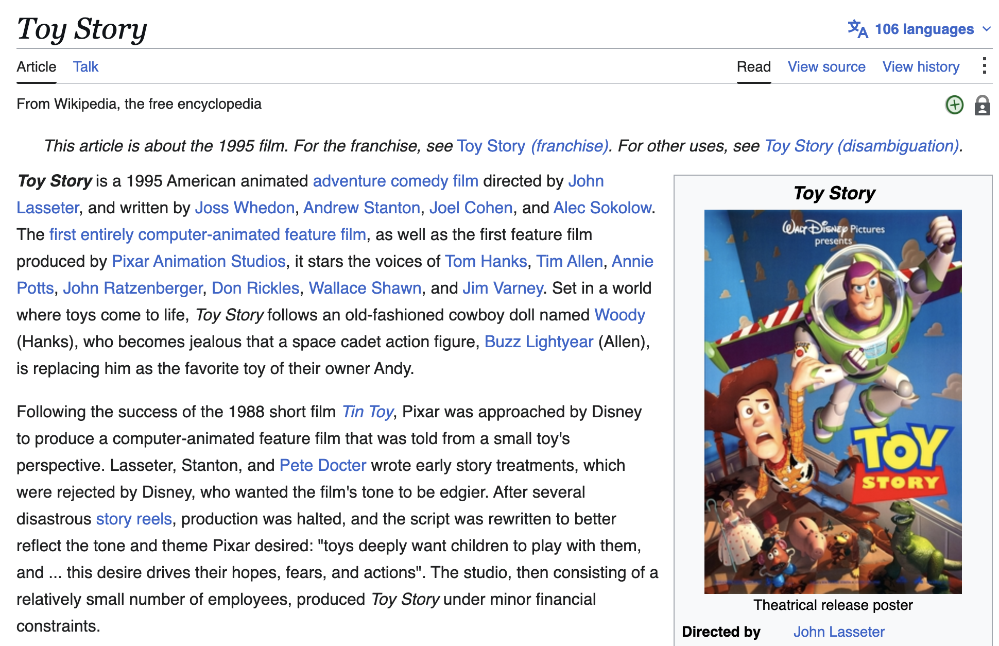 Toy Story
106 languages
Article
Talk
Read
View source
View history
From Wikipedia, the free encyclopedia
This article is about the 1995 film. For the franchise, see Toy Story (franchise). For other uses, see Toy Story (disambiguation).
Toy Story is a 1995 American animated adventure comedy film directed by John
Lasseter, and written by Joss Whedon, Andrew Stanton, Joel Cohen, and Alec Sokolow.
The first entirely computer-animated feature film, as well as the first feature film
produced by Pixar Animation Studios, it stars the voices of Tom Hanks, Tim Allen, Annie
Potts, John Ratzenberger, Don Rickles, Wallace Shawn, and Jim Varney. Set in a world
where toys come to life, Toy Story follows an old-fashioned cowboy doll named Woody
(Hanks), who becomes jealous that a space cadet action figure, Buzz Lightyear (Allen),
is replacing him as the favorite toy of their owner Andy.
Following the success of the 1988 short film Tin Toy, Pixar was approached by Disney
to produce a computer-animated feature film that was told from a small toy's
perspective. Lasseter, Stanton, and Pete Docter wrote early story treatments, which
were rejected by Disney, who wanted the film's tone to be edgier. After several
disastrous story reels, production was halted, and the script was rewritten to better
reflect the tone and theme Pixar desired: "toys deeply want children to play with them,
and ... this desire drives their hopes, fears, and actions". The studio, then consisting of a
relatively small number of employees, produced Toy Story under minor financial
constraints.
Toy Story
Walt Disney Pictures
presents
TOY
STORY
Theatrical release poster
Directed by
John Lasseter